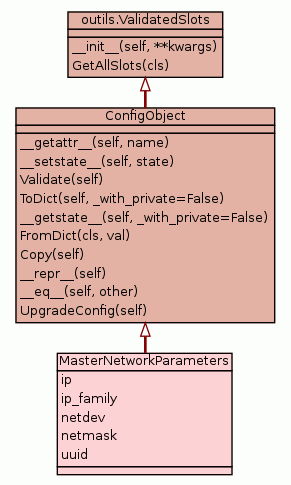 outils.ValidatedSlots
__init__(self, **kwargs)
GetAllSlots(cls)
ConfigObject
__getattr__(self, name)
__setstate__(self, state)
Validate(self)
ToDict(self, _with_private=False)
__getstate__(self, _with_private=False)
FromDict(cls, val)
Copy(self)
__repr__(self)
__eq__(self, other)
UpgradeConfig(self)
MasterNetworkParameters
ip
ip_family
netdev
netmask
uuid